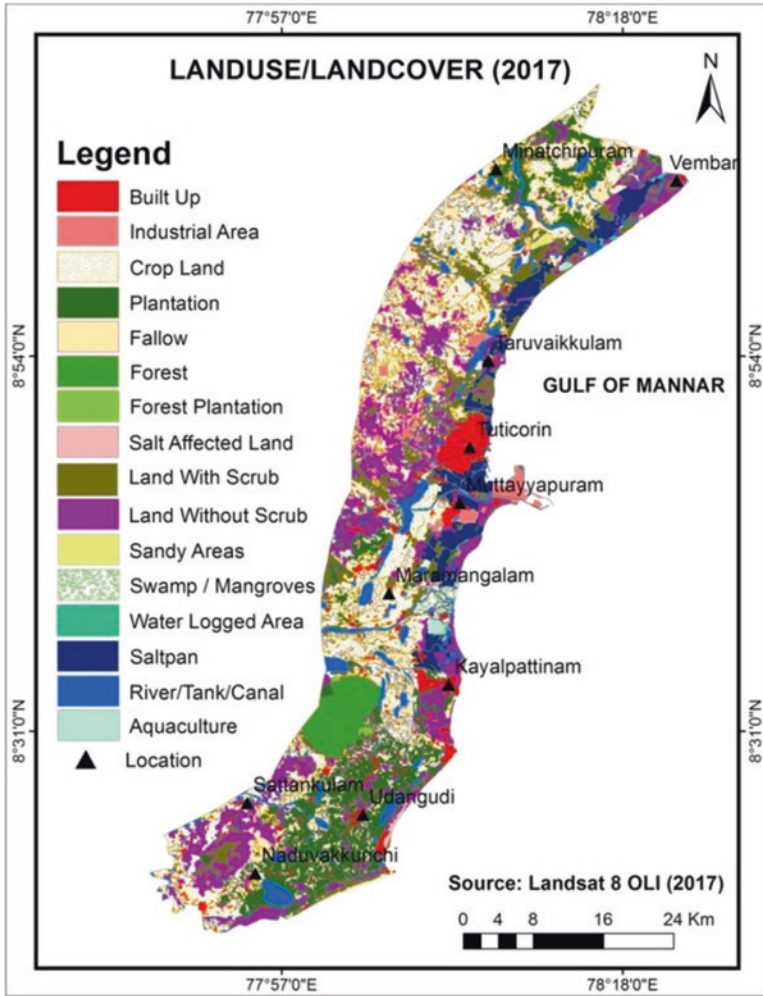 77°57'0"E
78°18'0"E
LANDUSE/LANDCOVER (2017)
N
Legend
Built Up
Industrial Area
Crop Land
Plantation
Fallow
Forest
Forest Plantation
Salt Affected Land
Land With Scrub
Land Without Scrub
Sandy Areas
Swamp / Mangroves
Water Logged Area
Saltpan
River/Tank/Canal
Aquaculture
Location
Minatchipuram
Vembar
Taruvaikkulam
GULF OF MANNAR
Tuticorin
Muttayyapuram
Maramangalam
Kayalpattinam
Sattankulam
Udangudi
Naduvakkurichi
8°54'0"N
8°54'0"N
8°31'0"N
8°31'0"N
Source: Landsat 8 OLI (2017)
0 4 8 16 24 Km
77°57'0"E
78°18'0"E